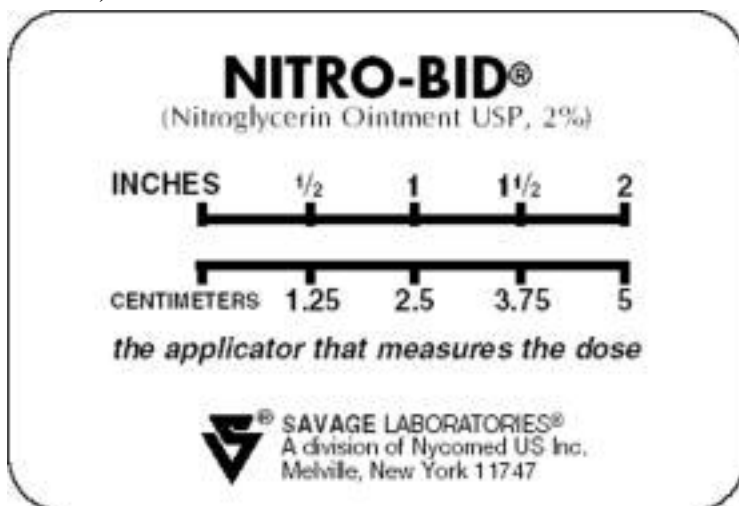 NITRO-BID®
(Nitroglycerin Ointment USP, 2%)
INCHES ½ 1 1½ 2
CENTIMETERS 1.25 2.5 3.75 5
the applicator that measures the dose
® SAVAGE LABORATORIES®
A division of Nycomed US Inc.
Melville, New York 11747